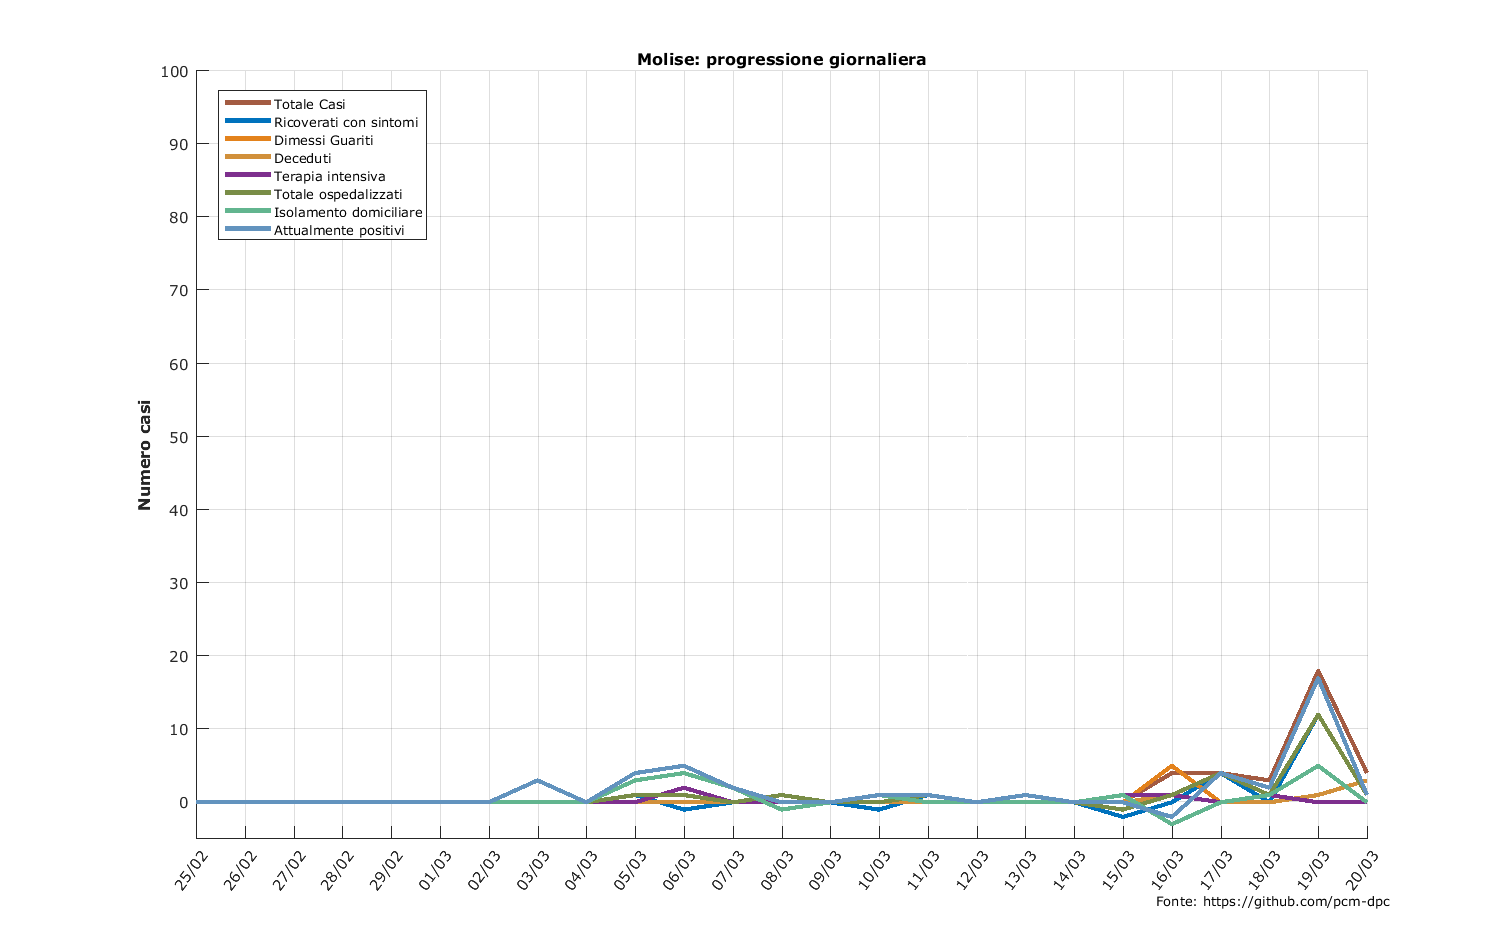 Molise: progressione giornaliera
100
90
80
70
60
50
40
30
20
10
0
Numero casi
Totale Casi
Ricoverati con sintomi
Dimessi Guariti
Deceduti
Terapia intensiva
Totale ospedalizzati
Isolamento domiciliare
Attualmente positivi
25/02 26/02 27/02 28/02 29/02 01/03 02/03 03/03 04/03 05/03 06/03 07/03 08/03 09/03 10/03 11/03 12/03 13/03 14/03 15/03 16/03 17/03 18/03 19/03 20/03
Fonte: https://github.com/pcm-dpc